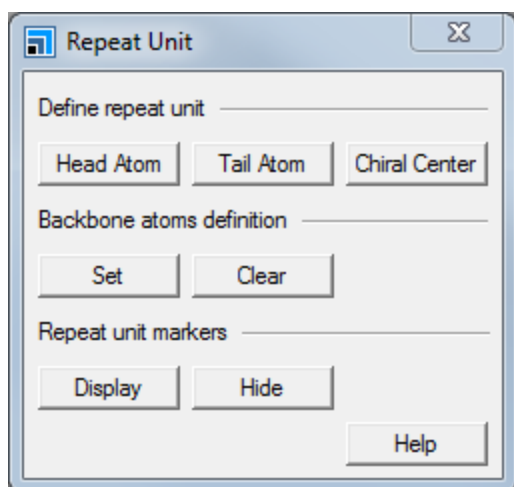 Repeat Unit
Define repeat unit
Head Atom Tail Atom Chiral Center
Backbone atoms definition
Set Clear
Repeat unit markers
Display Hide
Help